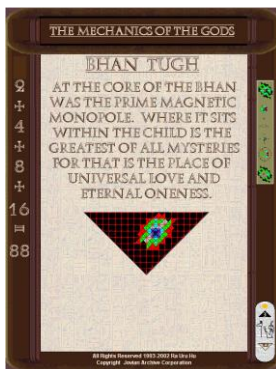 THE MECHANICS OF THE GODS
BHAN TUGH
AT THE CORE OF THE BHAN
WAS THE PRIME MAGNETIC
MONOPOLE. WHERE IT SITS
WITHIN THE CHILD IS THE
GREATEST OF ALL MYSTERIES
FOR THAT IS THE PLACE OF
UNIVERSAL LOVE AND
ETERNAL ONENESS.
2
+
4
+
8
+
16
=
88
All Rights Reserved 1993-2002 Ra Uru Hu
Copyright Jovian Archive Corporation